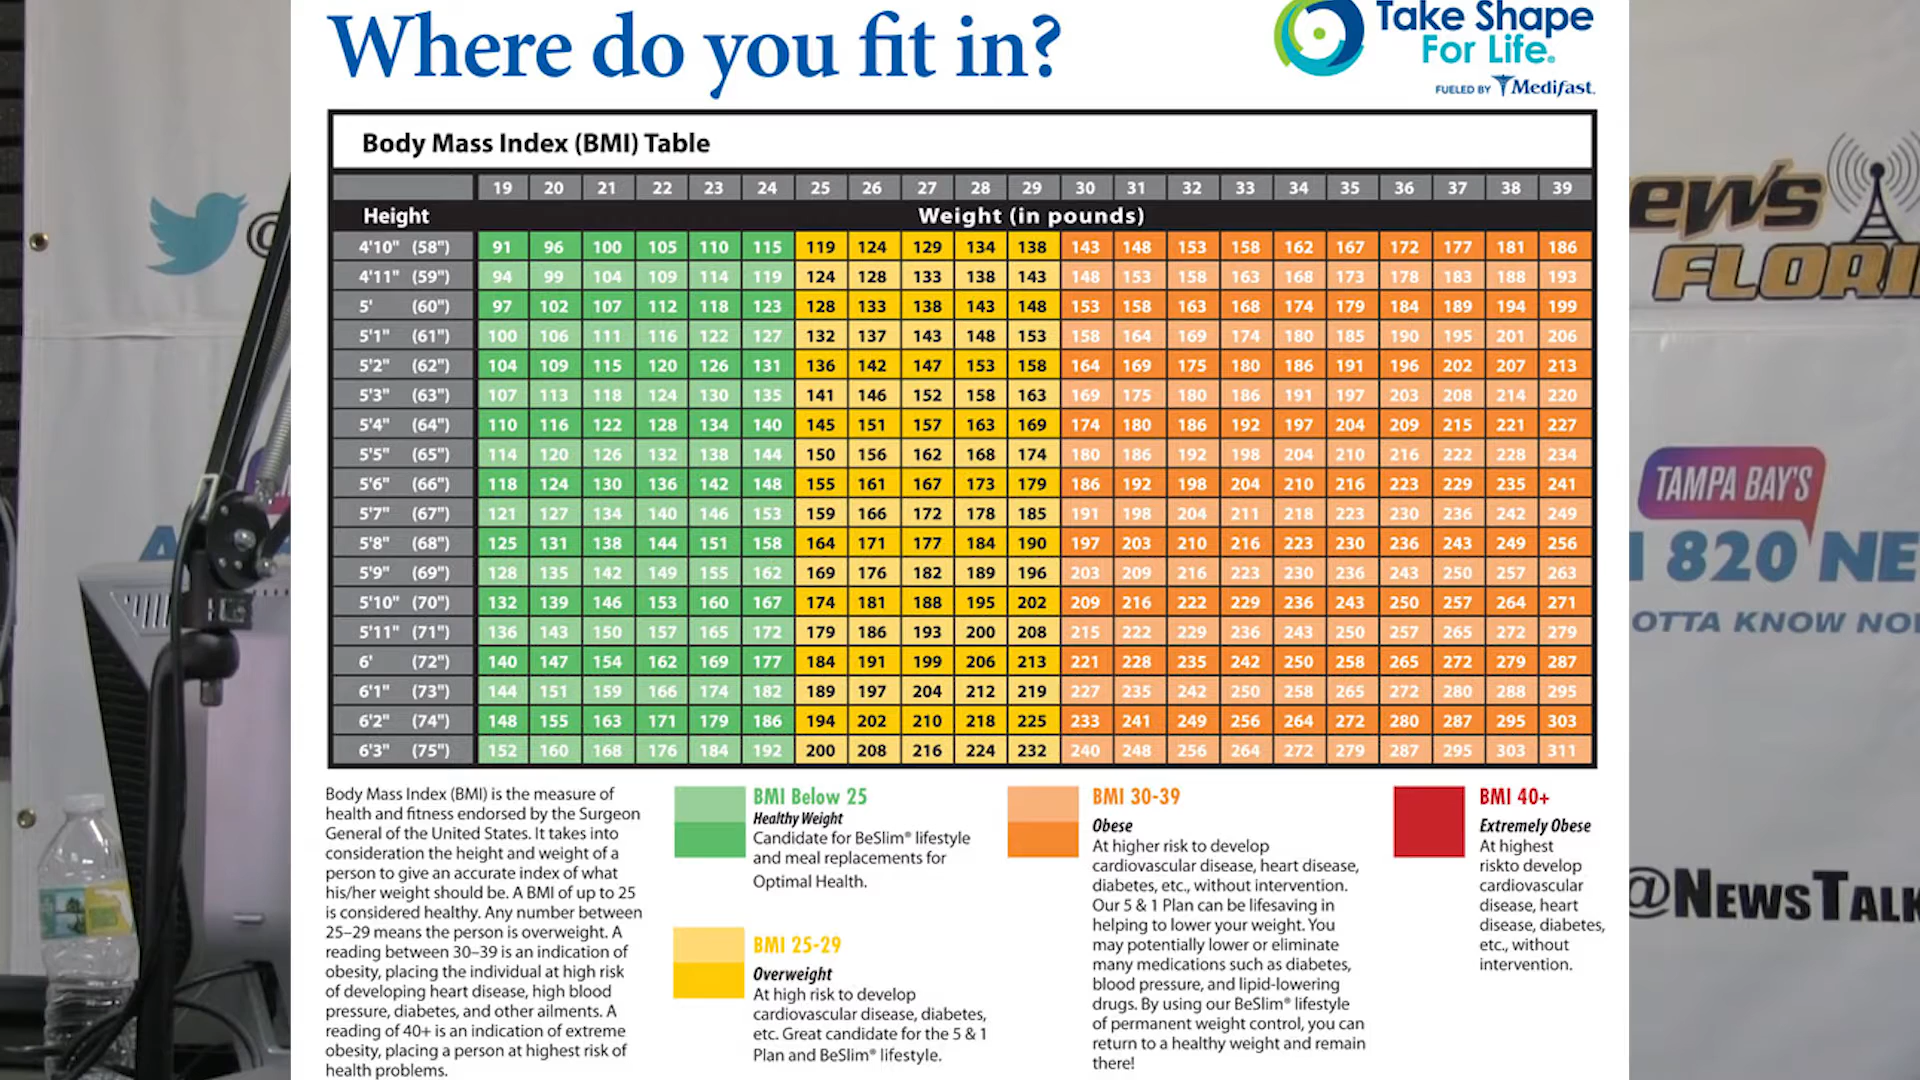 Where do you fit in?
Take Shape
For Life®
FUELED BY Medifast.
Body Mass Index (BMI) Table
19 20 21 22 23 24 25 26 27 28 29 30 31 32 33 34 35 36 37 38 39
Height Weight (in pounds)
4'10" (58") 91 96 100 105 110 115 119 124 129 134 138 143 148 153 158 162 167 172 177 181 186
4'11" (59") 94 99 104 109 114 119 124 128 133 138 143 148 153 158 163 168 173 178 183 188 193
5' (60") 97 102 107 112 118 123 128 133 138 143 148 153 158 163 168 174 179 184 189 194 199
5'1" (61") 100 106 111 116 122 127 132 137 143 148 153 158 164 169 174 180 185 190 195 201 206
5'2" (62") 104 109 115 120 126 131 136 142 147 153 158 164 169 175 180 186 191 196 202 207 213
5'3" (63") 107 113 118 124 130 135 141 146 152 158 163 169 175 180 186 191 197 203 208 214 220
5'4" (64") 110 116 122 128 134 140 145 151 157 163 169 174 180 186 192 197 204 209 215 221 227
5'5" (65") 114 120 126 132 138 144 150 156 162 168 174 180 186 192 198 204 210 216 222 228 234
5'6" (66") 118 124 130 136 142 148 155 161 167 173 179 186 192 198 204 210 216 223 229 235 241
5'7" (67") 121 127 134 140 146 153 159 166 172 178 185 191 198 204 211 218 223 230 236 242 249
5'8" (68") 125 131 138 144 151 158 164 171 177 184 190 197 203 210 216 223 230 236 243 249 256
5'9" (69") 128 135 142 149 155 162 169 176 182 189 196 203 209 216 223 230 236 243 250 257 263
5'10" (70") 132 139 146 153 160 167 174 181 188 195 202 209 216 222 229 236 243 250 257 264 271
5'11" (71") 136 143 150 157 165 172 179 186 193 200 208 215 222 229 236 243 250 257 265 272 279
6' (72") 140 147 154 162 169 177 184 191 199 206 213 221 228 235 242 250 258 265 272 279 287
6'1" (73") 144 151 159 166 174 182 189 197 204 212 219 227 235 242 250 258 265 272 280 288 295
6'2" (74") 148 155 163 171 179 186 194 202 210 218 225 233 241 249 256 264 272 280 287 295 303
6'3" (75") 152 160 168 176 184 192 200 208 216 224 232 240 248 256 264 272 279 287 295 303 311
Body Mass Index (BMI) is the measure of
health and fitness endorsed by the Surgeon
General of the United States. It takes into
consideration the height and weight of a
person to give an accurate index of what
his/her weight should be. A BMI of up to 25
is considered healthy. Any number between
25–29 means the person is overweight. A
reading between 30–39 is an indication of
obesity, placing the individual at high risk
of developing heart disease, high blood
pressure, diabetes, and other ailments. A
reading of 40+ is an indication of extreme
obesity, placing a person at highest risk of
health problems.
BMI Below 25
Healthy Weight
Candidate for BeSlim® lifestyle
and meal replacements for
Optimal Health.
BMI 25-29
Overweight
At high risk to develop
cardiovascular disease, diabetes,
etc. Great candidate for the 5 & 1
Plan and BeSlim® lifestyle.
BMI 30-39
Obese
At higher risk to develop
cardiovascular disease, heart disease,
diabetes, etc., without intervention.
Our 5 & 1 Plan can be lifesaving in
helping to lower your weight. You
may potentially lower or eliminate
many medications such as diabetes,
blood pressure, and lipid-lowering
drugs. By using our BeSlim® lifestyle
of permanent weight control, you can
return to a healthy weight and remain
there!
BMI 40+
Extremely Obese
At highest
riskto develop
cardiovascular
disease, heart
disease, diabetes,
etc., without
intervention.
@
ews
FLORI
TAMPA BAY'S
820 NE
OTTA KNOW NO
@NEWSTALK